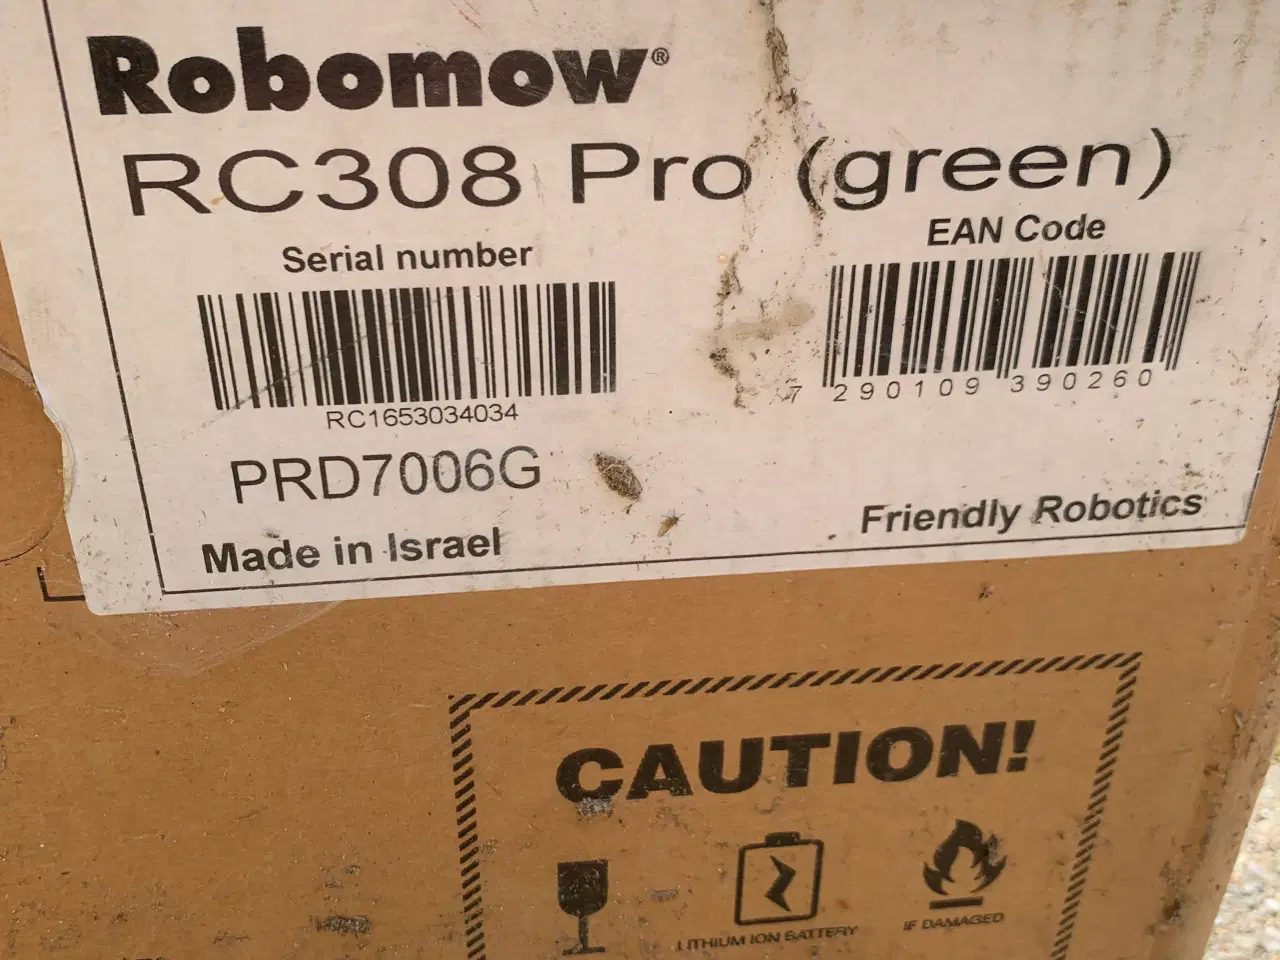 Robomow®
RC308 Pro (green)
Serial number
EAN Code
RC1653034034
7 290109 390260
PRD7006G
Made in Israel
Friendly Robotics
CAUTION!
LITHIUM ION BATTERY
IF DAMAGED